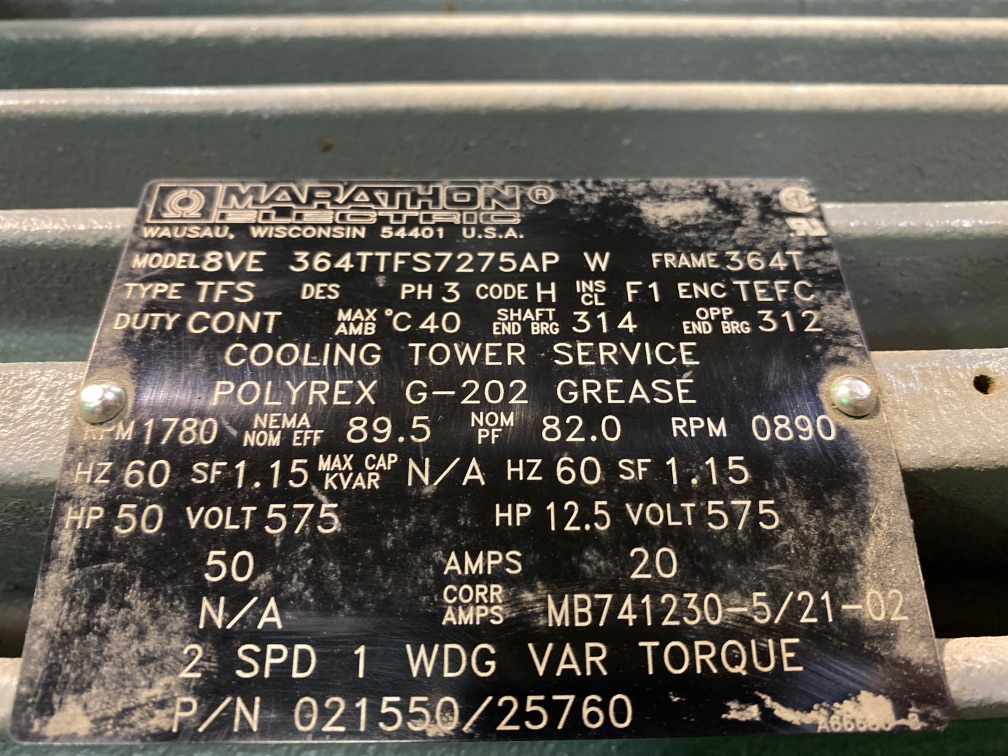 MARATHON®
ELECTRIC
WAUSAU, WISCONSIN 54401 U.S.A.
MODEL 8VE 364TTFS7275AP W FRAME 364T
TYPE TFS DES PH 3 CODE H INS CL F1 ENC TEFC
DUTY CONT MAX AMB °C 40 SHAFT END BRG 314 OPP END BRG 312
COOLING TOWER SERVICE
POLYREX G-202 GREASE
RPM 1780 NEMA NOM EFF 89.5 NOM PF 82.0 RPM 0890
HZ 60 SF 1.15 MAX CAP KVAR N/A HZ 60 SF 1.15
HP 50 VOLT 575 HP 12.5 VOLT 575
50 AMPS 20
N/A CORR AMPS MB741230-5/21-02
2 SPD 1 WDG VAR TORQUE
P/N 021550/25760